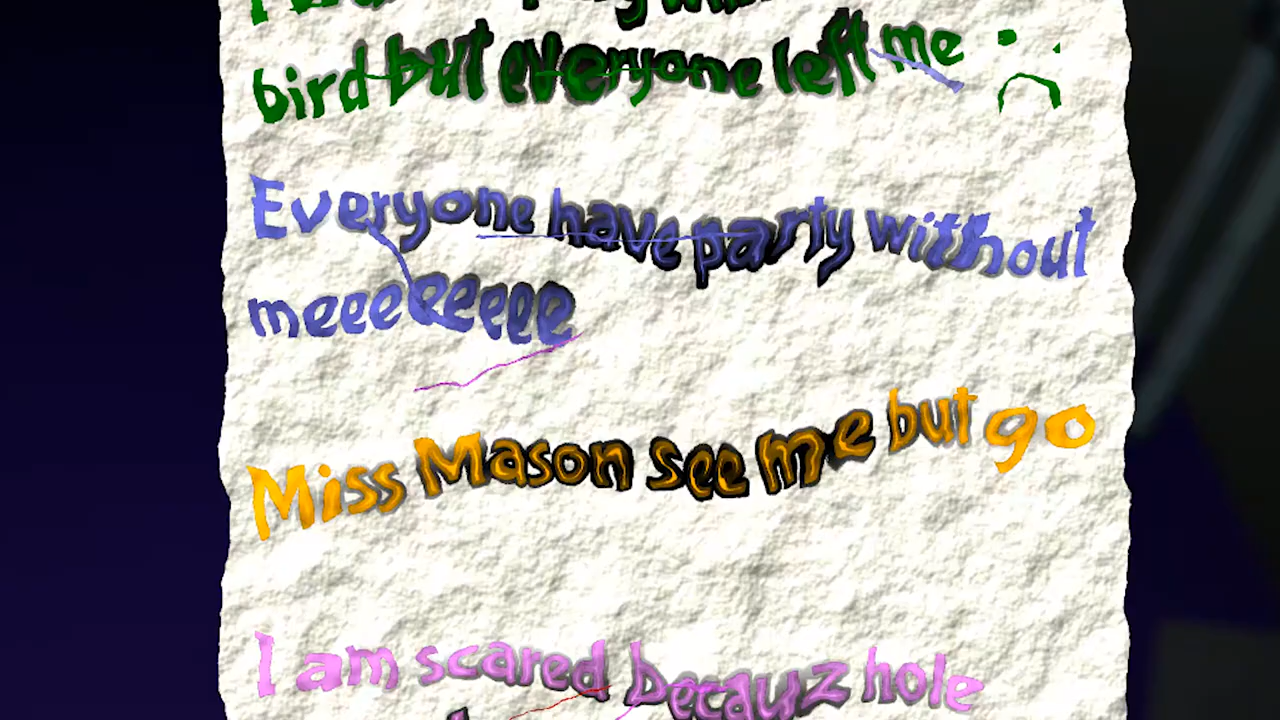 bird but everyone left me
Everyone have party without
meeeeeeee
Miss Mason see me but go
I am scared becauz hole